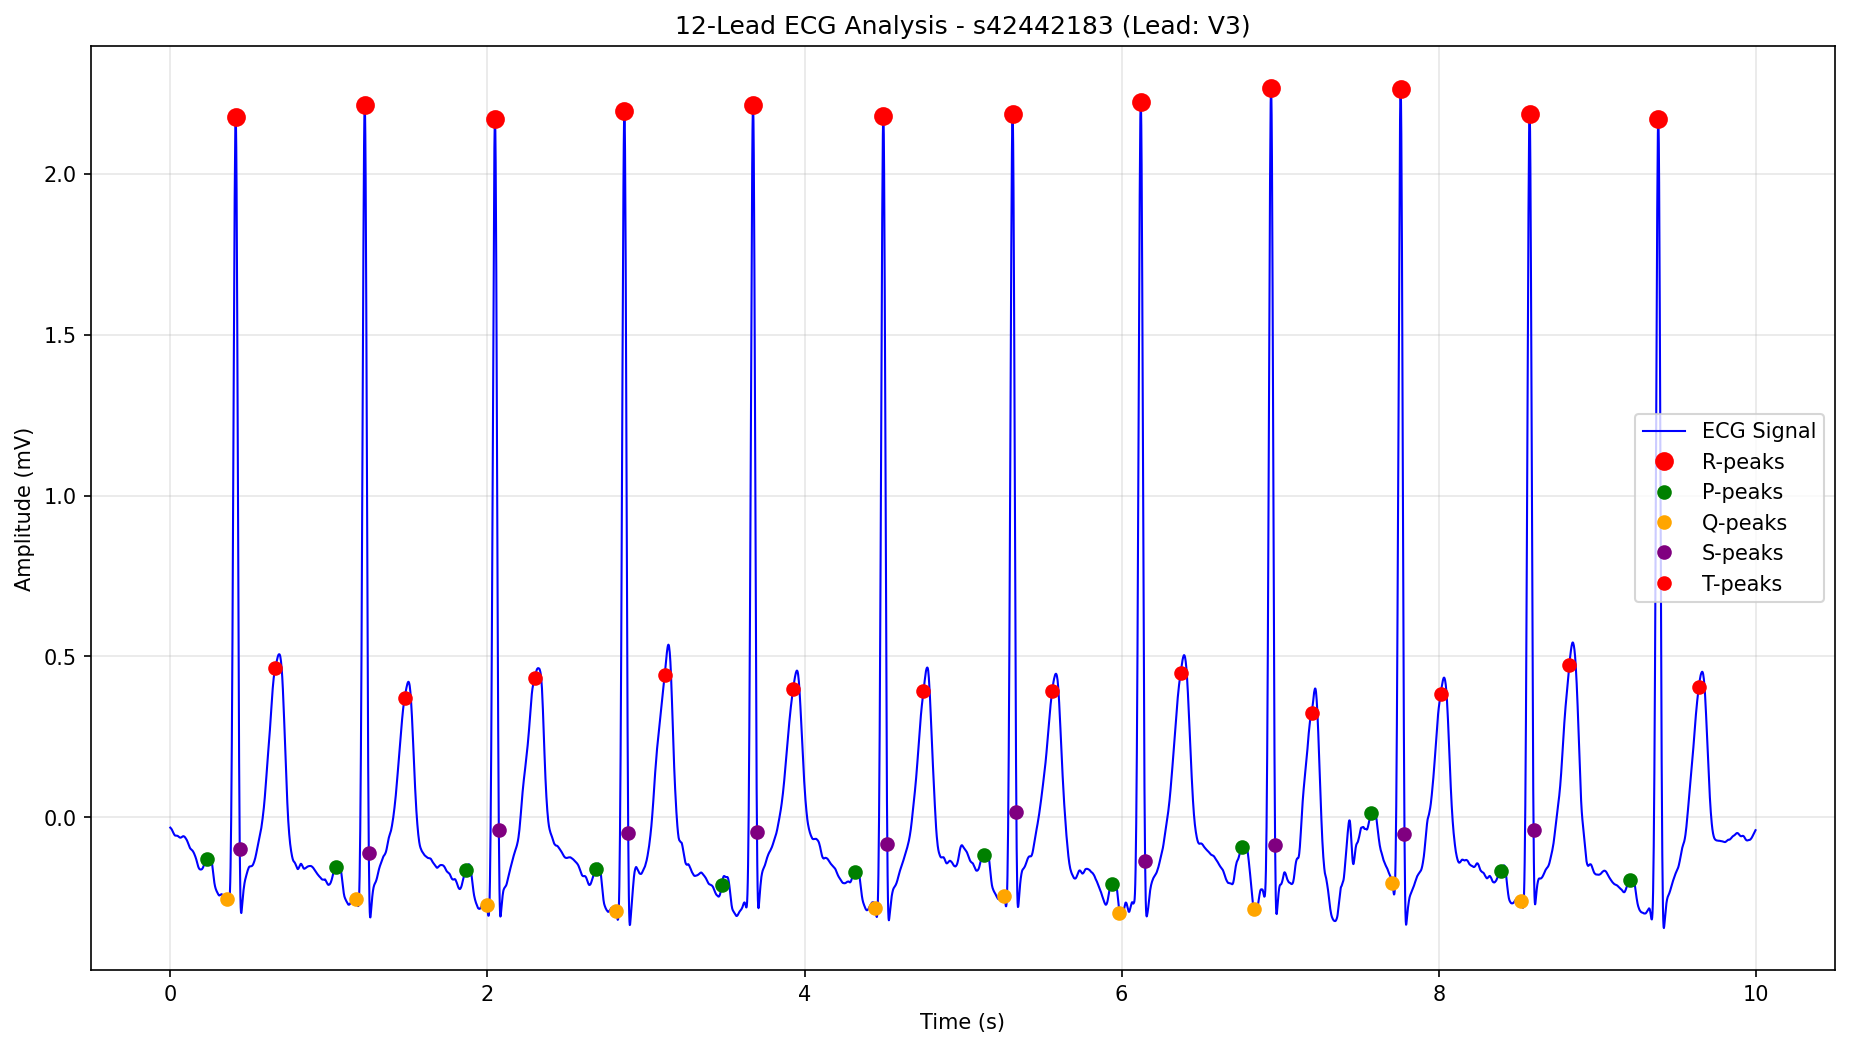 12-Lead ECG Analysis - s42442183 (Lead: V3)
Amplitude (mV)
2.0
1.5
1.0
0.5
0.0
ECG Signal
R-peaks
P-peaks
Q-peaks
S-peaks
T-peaks
0 2 4 6 8 10
Time (s)